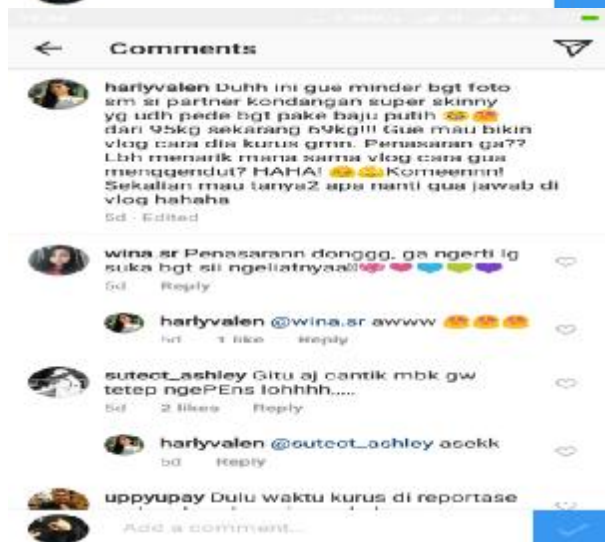 Comments
harlyvalen Duhh ini gue minder bgt foto
sm si partner kondangan super skinny
yg udh pede bgt pake baju putih
dari 95kg sekarang 69kg!!! Gue mau bikin
vlog cara dia kurus gmn. Penasaran ga??
Lbh menarik mana sama vlog cara gua
menggendut? HAHA! Komeennn!
Sekalian mau tanya2 apa nanti gua jawab di
vlog hahaha
5d · Edited
wina.sr Penasarann donggg, ga ngerti lg
suka bgt sii ngeliatnyaa!!
5d Reply
harlyvalen @wina.sr awww
5d 1 like Reply
sutect_ashley Gitu aj cantik mbk gw
tetep ngePEns lohhhh.....
5d 2 likes Reply
harlyvalen @sutect_ashley asekk
5d Reply
uppyupay Dulu waktu kurus di reportase
Add a comment...